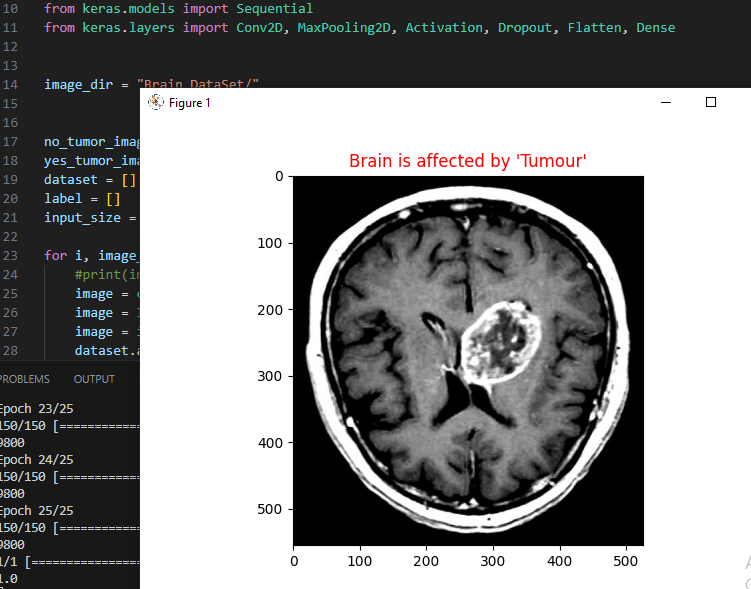 10 from keras.models import Sequential
11 from keras.layers import Conv2D, MaxPooling2D, Activation, Dropout, Flatten, Dense
12
13
14 image_dir = "Brain DataSet/"
15
16
17 no_tumor_imag
18 yes_tumor_ima
19 dataset = []
20 label = []
21 input_size =
22
23 for i, image_
24 #print(im
25 image =
26 image =
27 image = i
28 dataset.a
Figure 1
Brain is affected by 'Tumour'
0
100
200
300
400
500
0 100 200 300 400 500
PROBLEMS OUTPUT
Epoch 23/25
150/150 [============
9800
Epoch 24/25
150/150 [============
9800
Epoch 25/25
150/150 [============
9800
1/1 [================
1.0